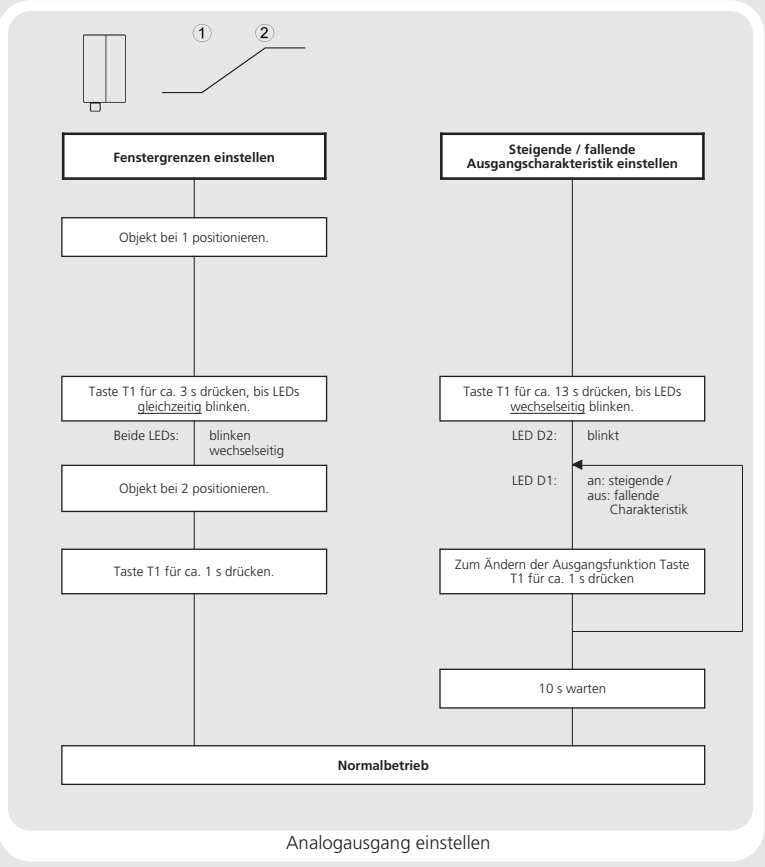 1 2
Fenstergrenzen einstellen
Objekt bei 1 positionieren.
Taste T1 für ca. 3 s drücken, bis LEDs
gleichzeitig blinken.
Beide LEDs: blinken
wechselseitig
Objekt bei 2 positionieren.
Taste T1 für ca. 1 s drücken.
Steigende / fallende
Ausgangscharakteristik einstellen
Taste T1 für ca. 13 s drücken, bis LEDs
wechselseitig blinken.
LED D2: blinkt
LED D1: an: steigende /
aus: fallende
Charakteristik
Zum Ändern der Ausgangsfunktion Taste
T1 für ca. 1 s drücken
10 s warten
Normalbetrieb
Analogausgang einstellen